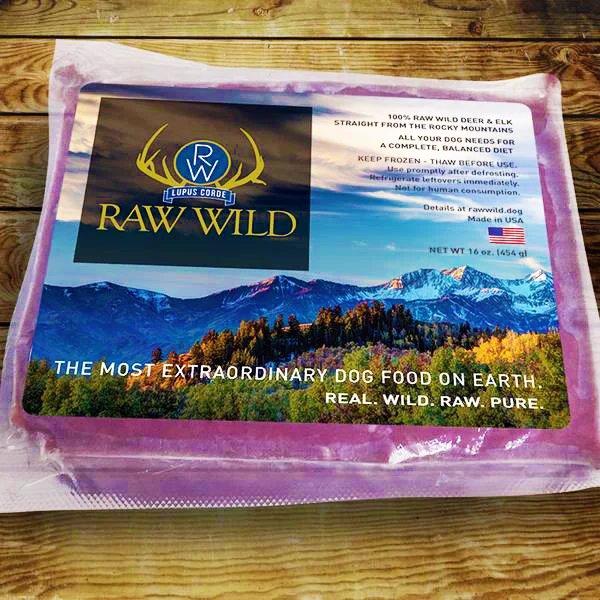 RW
LUPUS CORDE
RAW WILD
100% RAW WILD DEER & ELK
STRAIGHT FROM THE ROCKY MOUNTAINS
ALL YOUR DOG NEEDS FOR
A COMPLETE, BALANCED DIET
KEEP FROZEN - THAW BEFORE USE.
Use promptly after defrosting.
Refrigerate leftovers immediately.
Not for human consumption.
Details at rawwild.dog
Made in USA
NET WT 16 oz. (454 g)
THE MOST EXTRAORDINARY DOG FOOD ON EARTH.
REAL. WILD. RAW. PURE.